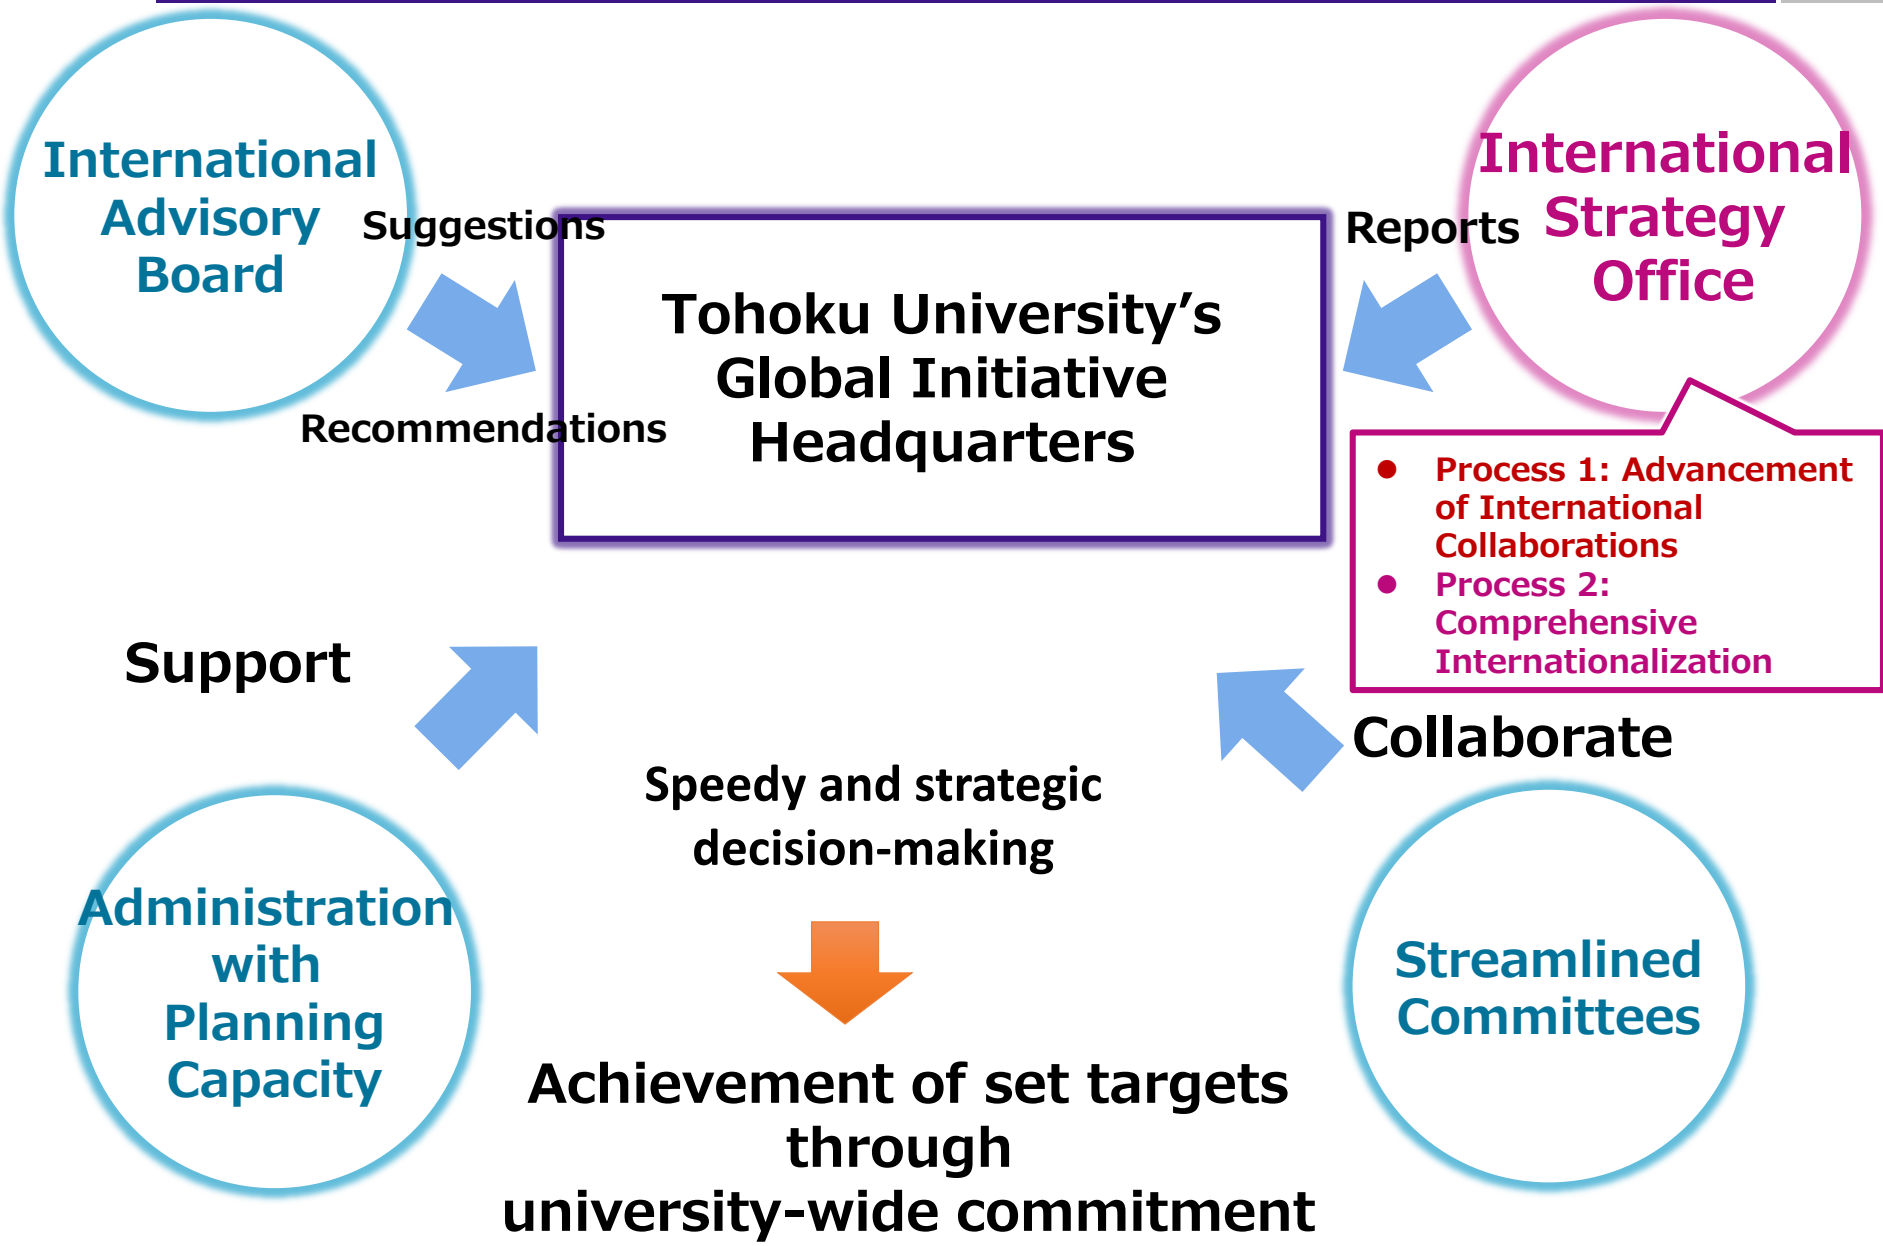 International
Advisory
Board
Suggestions
Recommendations
Tohoku University’s
Global Initiative
Headquarters
Reports
International
Strategy
Office
● Process 1: Advancement
of International
Collaborations
● Process 2:
Comprehensive
Internationalization
Support
Collaborate
Speedy and strategic
decision-making
Administration
with
Planning
Capacity
Streamlined
Committees
Achievement of set targets
through
university-wide commitment